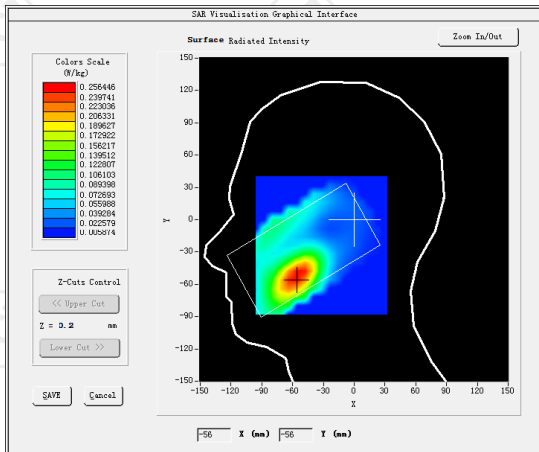 SAR Visualisation Graphical Interface
Surface Radiated Intensity
Zoom In/Out
Colors Scale
(W/kg)
0.256446
0.239741
0.223036
0.206331
0.189627
0.172922
0.156217
0.139512
0.122807
0.106103
0.089398
0.072693
0.055988
0.039284
0.022579
0.005874
Z-Cuts Control
<< Upper Cut
Z = 0.2 mm
Lower Cut >>
SAVE Cancel
150
120
90
60
30
0
-30
-60
-90
-120
-150
Y
-150 -120 -90 -60 -30 0 30 60 90 120 150
X
-56 X (mm) -56 Y (mm)